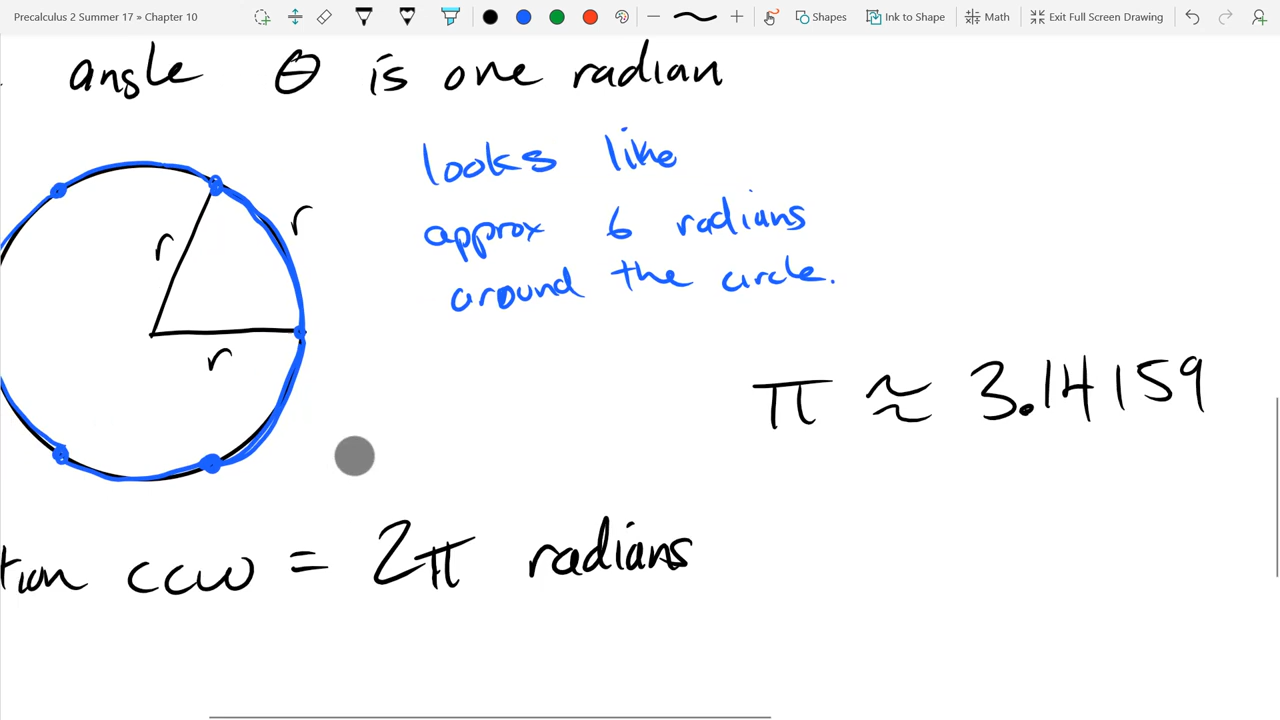 Precalculus 2 Summer 17 » Chapter 10
Shapes
Ink to Shape
Math
Exit Full Screen Drawing
angle θ is one radian
looks like
approx 6 radians
around the circle.
r
r
r
π ≈ 3.14159
tion ccw = 2π radians